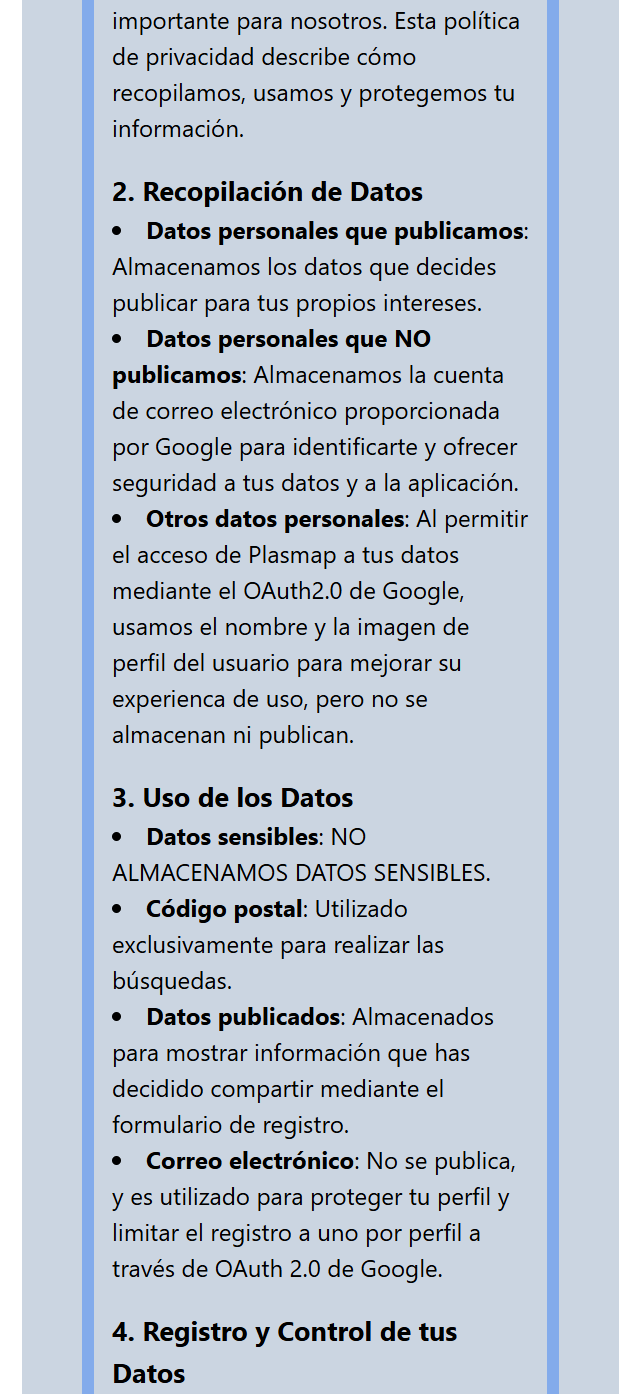 importante para nosotros. Esta política
de privacidad describe cómo
recopilamos, usamos y protegemos tu
información.
2. Recopilación de Datos
• Datos personales que publicamos:
Almacenamos los datos que decides
publicar para tus propios intereses.
• Datos personales que NO
publicamos: Almacenamos la cuenta
de correo electrónico proporcionada
por Google para identificarte y ofrecer
seguridad a tus datos y a la aplicación.
• Otros datos personales: Al permitir
el acceso de Plasmap a tus datos
mediante el OAuth2.0 de Google,
usamos el nombre y la imagen de
perfil del usuario para mejorar su
experienca de uso, pero no se
almacenan ni publican.
3. Uso de los Datos
• Datos sensibles: NO
ALMACENAMOS DATOS SENSIBLES.
• Código postal: Utilizado
exclusivamente para realizar las
búsquedas.
• Datos publicados: Almacenados
para mostrar información que has
decidido compartir mediante el
formulario de registro.
• Correo electrónico: No se publica,
y es utilizado para proteger tu perfil y
limitar el registro a uno por perfil a
través de OAuth 2.0 de Google.
4. Registro y Control de tus
Datos